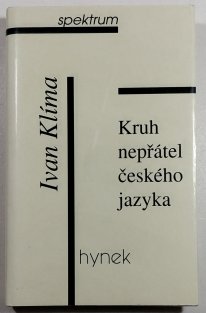 spektrum
Ivan Klíma
Kruh
nepřátel
českého
jazyka
hynek